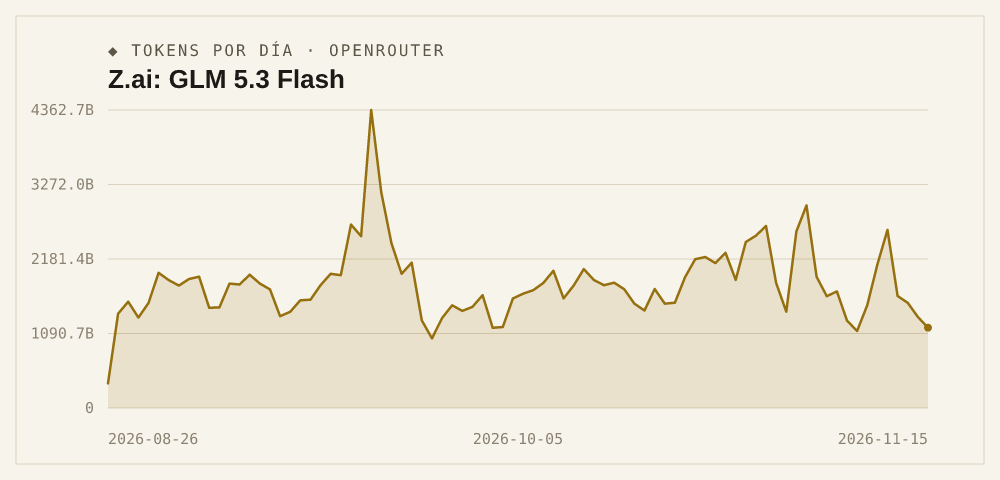 ◆ TOKENS POR DÍA · OPENROUTER
Z.ai: GLM 5.3 Flash
4362.7B
3272.0B
2181.4B
1090.7B
0
2026-08-26
2026-10-05
2026-11-15